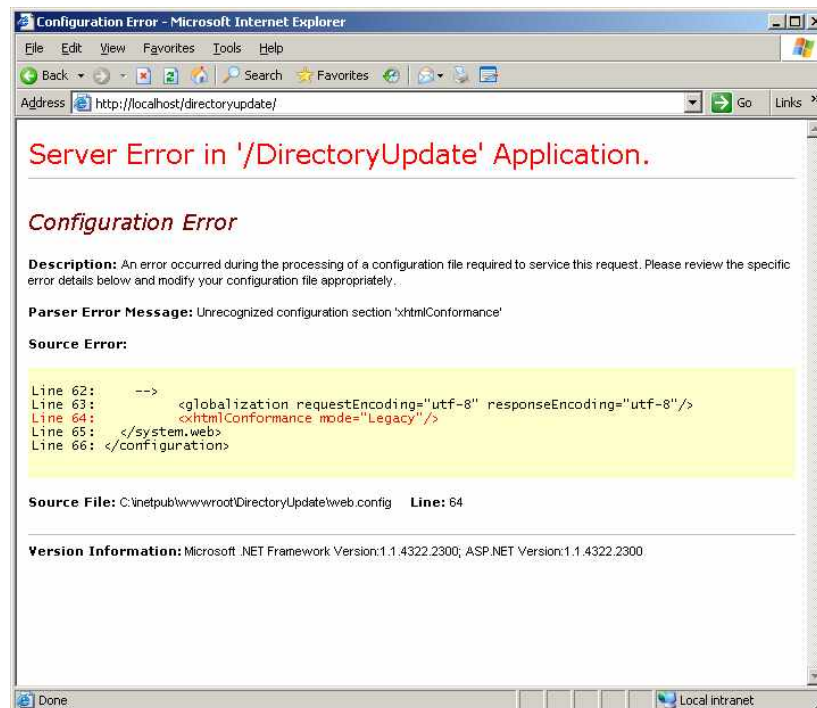 Configuration Error - Microsoft Internet Explorer
File Edit View Favorites Tools Help
Back Search Favorites
Address http://localhost/directoryupdate/ Go Links »
Server Error in '/DirectoryUpdate' Application.
Configuration Error
Description: An error occurred during the processing of a configuration file required to service this request. Please review the specific
error details below and modify your configuration file appropriately.
Parser Error Message: Unrecognized configuration section 'xhtmlConformance'
Source Error:
Line 62:     -->
Line 63:         <globalization requestEncoding="utf-8" responseEncoding="utf-8"/>
Line 64:         <xhtmlConformance mode="Legacy"/>
Line 65:   </system.web>
Line 66: </configuration>
Source File: C:\inetpub\wwwroot\DirectoryUpdate\web.config Line: 64
Version Information: Microsoft .NET Framework Version:1.1.4322.2300; ASP.NET Version:1.1.4322.2300
Done Local intranet